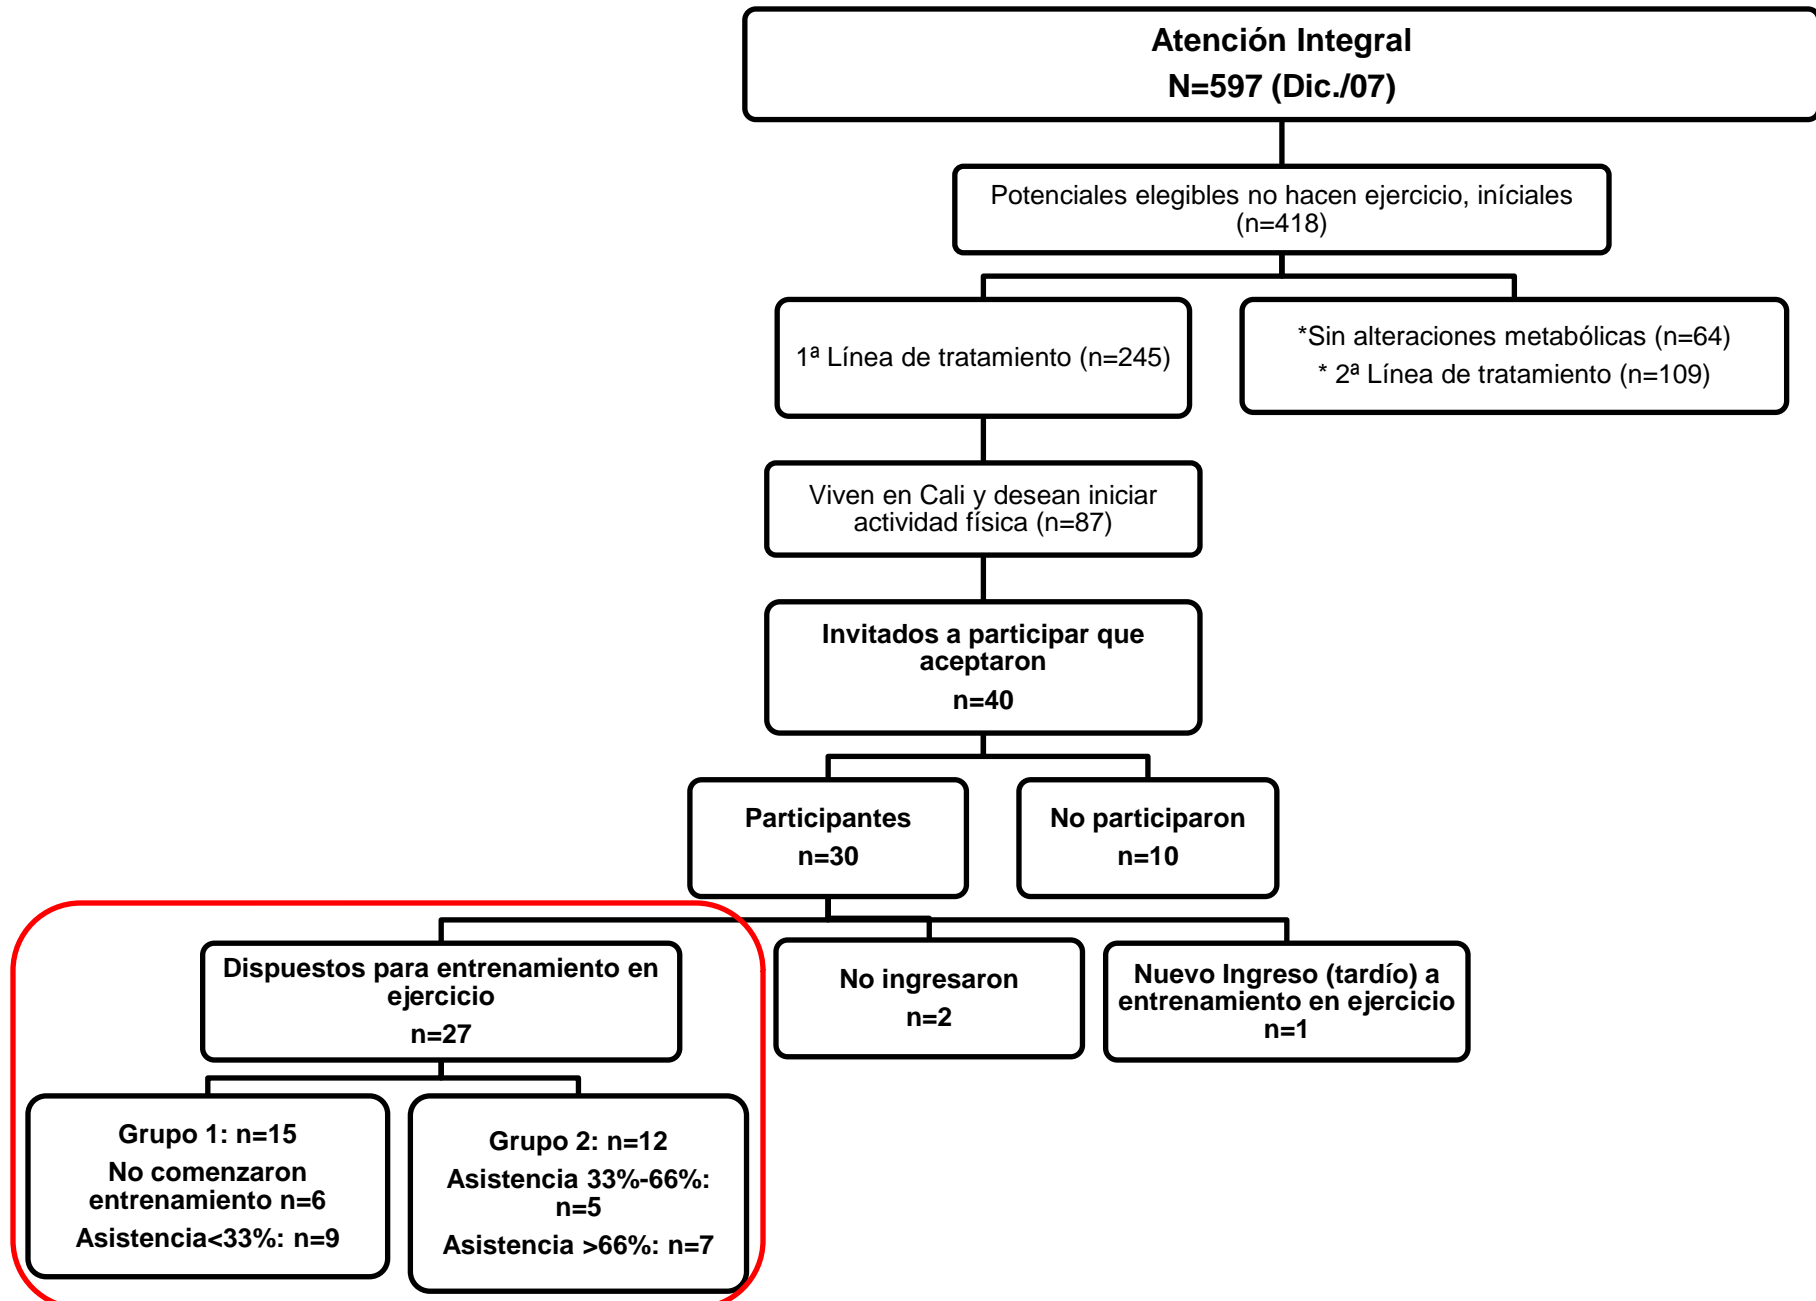 Atención Integral
N=597 (Dic./07)
Potenciales elegibles no hacen ejercicio, iníciales
(n=418)
1ª Línea de tratamiento (n=245)
*Sin alteraciones metabólicas (n=64)
* 2ª Línea de tratamiento (n=109)
Viven en Cali y desean iniciar
actividad física (n=87)
Invitados a participar que
aceptaron
n=40
Participantes
n=30
No participaron
n=10
Dispuestos para entrenamiento en
ejercicio
n=27
No ingresaron
n=2
Nuevo Ingreso (tardío) a
entrenamiento en ejercicio
n=1
Grupo 1: n=15
No comenzaron
entrenamiento n=6
Asistencia<33%: n=9
Grupo 2: n=12
Asistencia 33%-66%:
n=5
Asistencia >66%: n=7